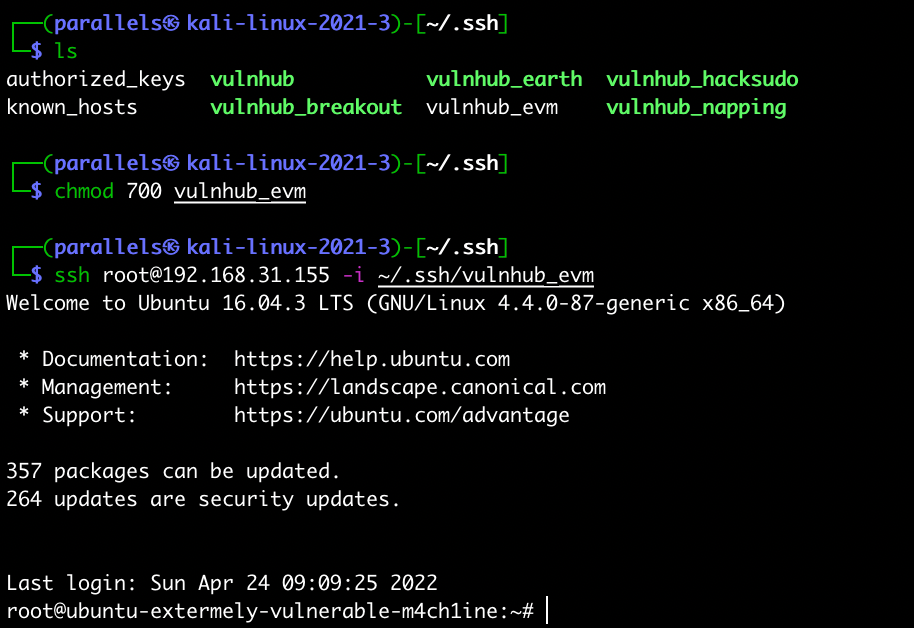 ┌──(parallels㉿kali-linux-2021-3)-[~/.ssh]
└─$ ls
authorized_keys  vulnhub           vulnhub_earth  vulnhub_hacksudo
known_hosts      vulnhub_breakout  vulnhub_evm    vulnhub_napping
┌──(parallels㉿kali-linux-2021-3)-[~/.ssh]
└─$ chmod 700 vulnhub_evm
┌──(parallels㉿kali-linux-2021-3)-[~/.ssh]
└─$ ssh root@192.168.31.155 -i ~/.ssh/vulnhub_evm
Welcome to Ubuntu 16.04.3 LTS (GNU/Linux 4.4.0-87-generic x86_64)
 * Documentation:  https://help.ubuntu.com
 * Management:     https://landscape.canonical.com
 * Support:        https://ubuntu.com/advantage
357 packages can be updated.
264 updates are security updates.
Last login: Sun Apr 24 09:09:25 2022
root@ubuntu-extermely-vulnerable-m4ch1ine:~#